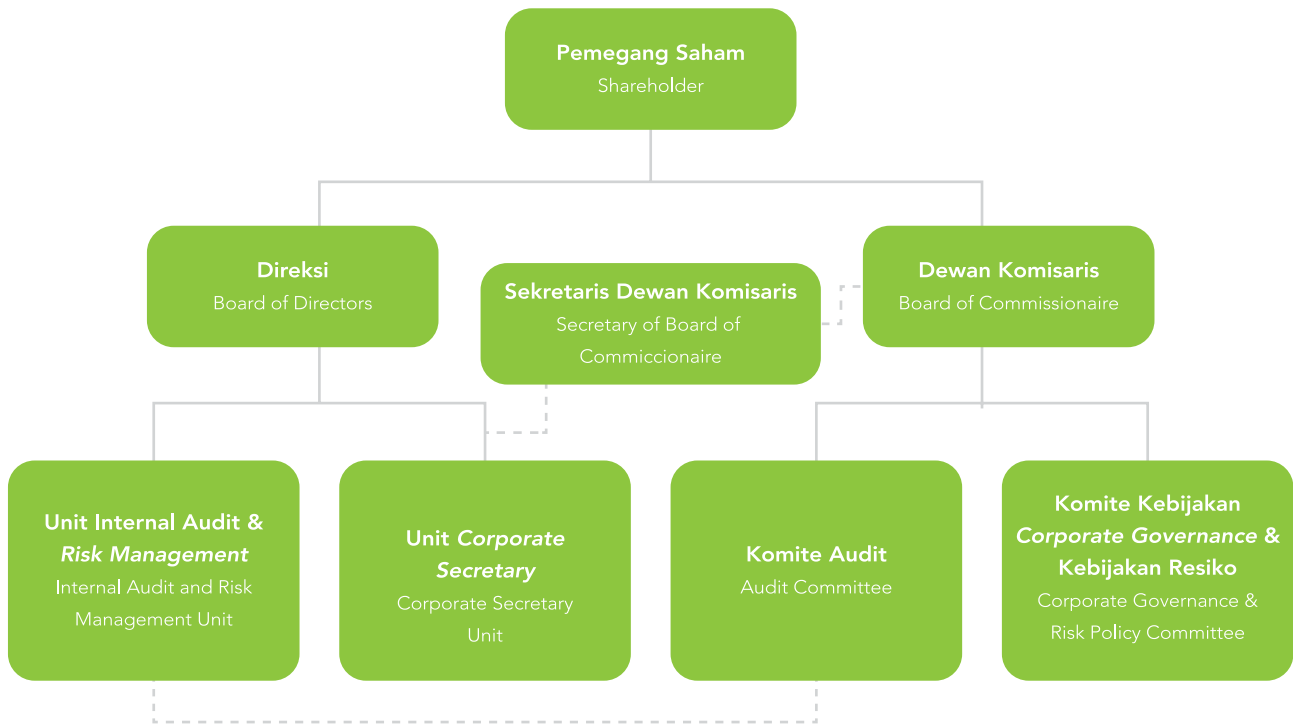 Pemegang Saham
Shareholder
Direksi
Board of Directors
Sekretaris Dewan Komisaris
Secretary of Board of
Commiccionaire
Dewan Komisaris
Board of Commissionaire
Unit Internal Audit &
Risk Management
Internal Audit and Risk
Management Unit
Unit Corporate
Secretary
Corporate Secretary
Unit
Komite Audit
Audit Committee
Komite Kebijakan
Corporate Governance &
Kebijakan Resiko
Corporate Governance &
Risk Policy Committee